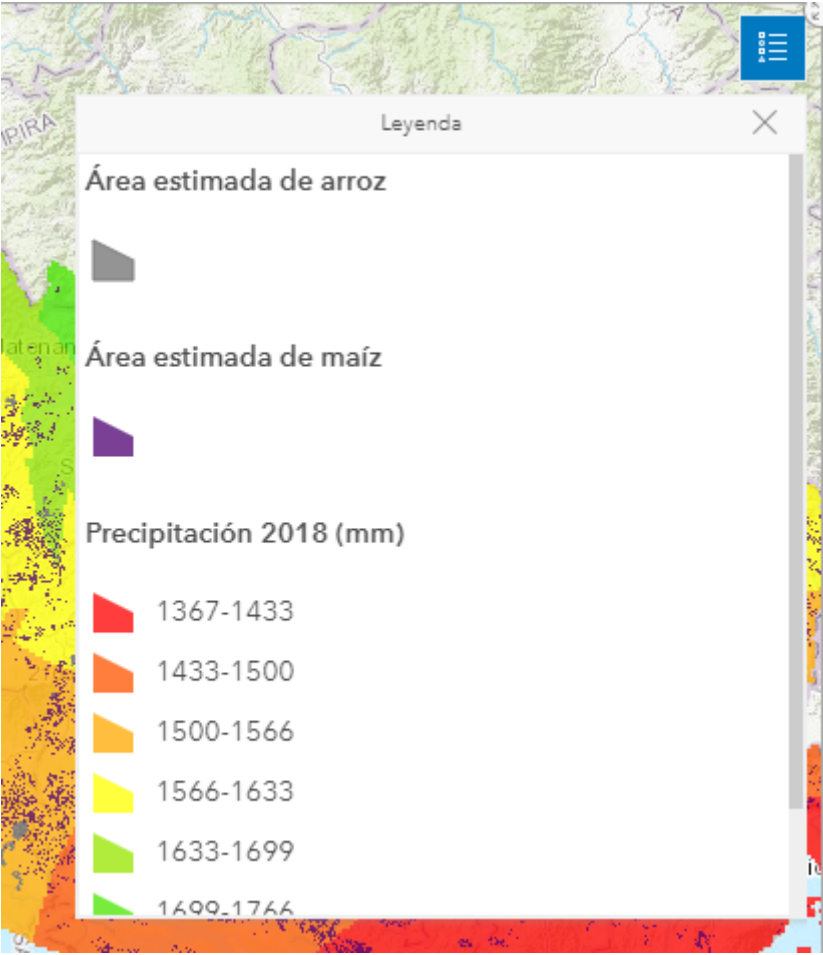 Leyenda
Área estimada de arroz
Área estimada de maíz
Precipitación 2018 (mm)
1367-1433
1433-1500
1500-1566
1566-1633
1633-1699
1699-1766